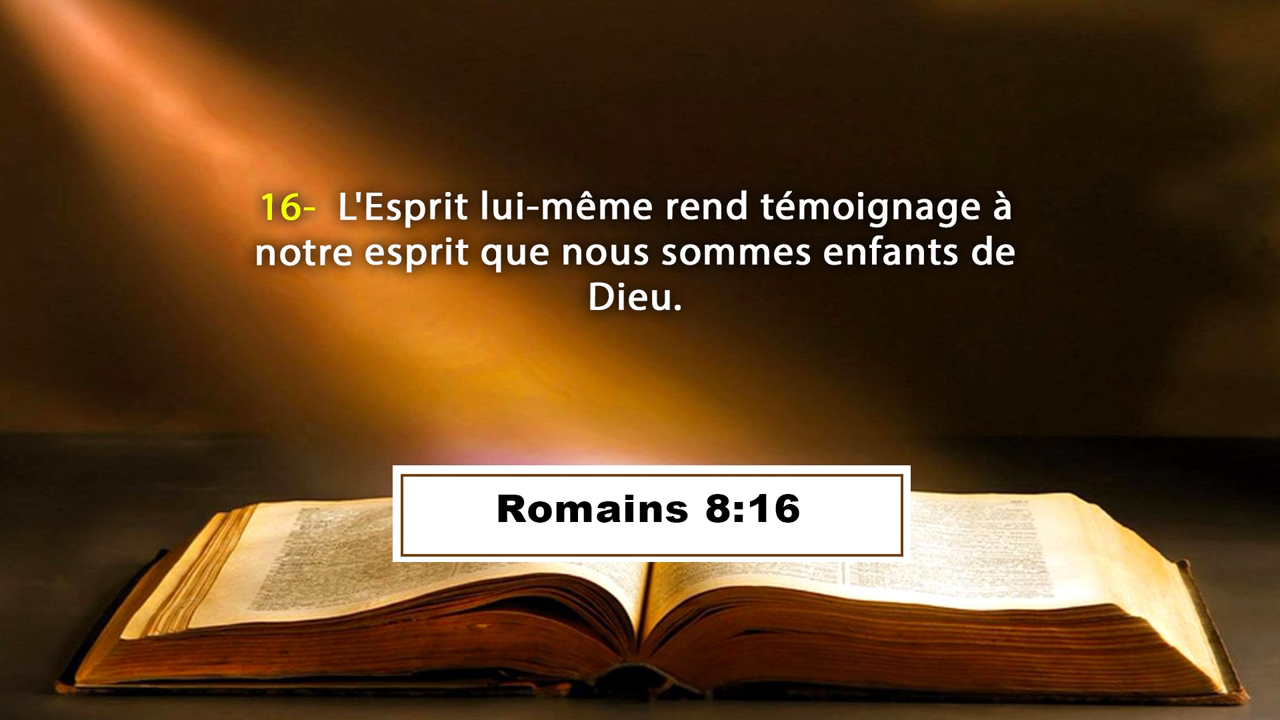 16- L'Esprit lui-même rend témoignage à
notre esprit que nous sommes enfants de
Dieu.
Romains 8:16